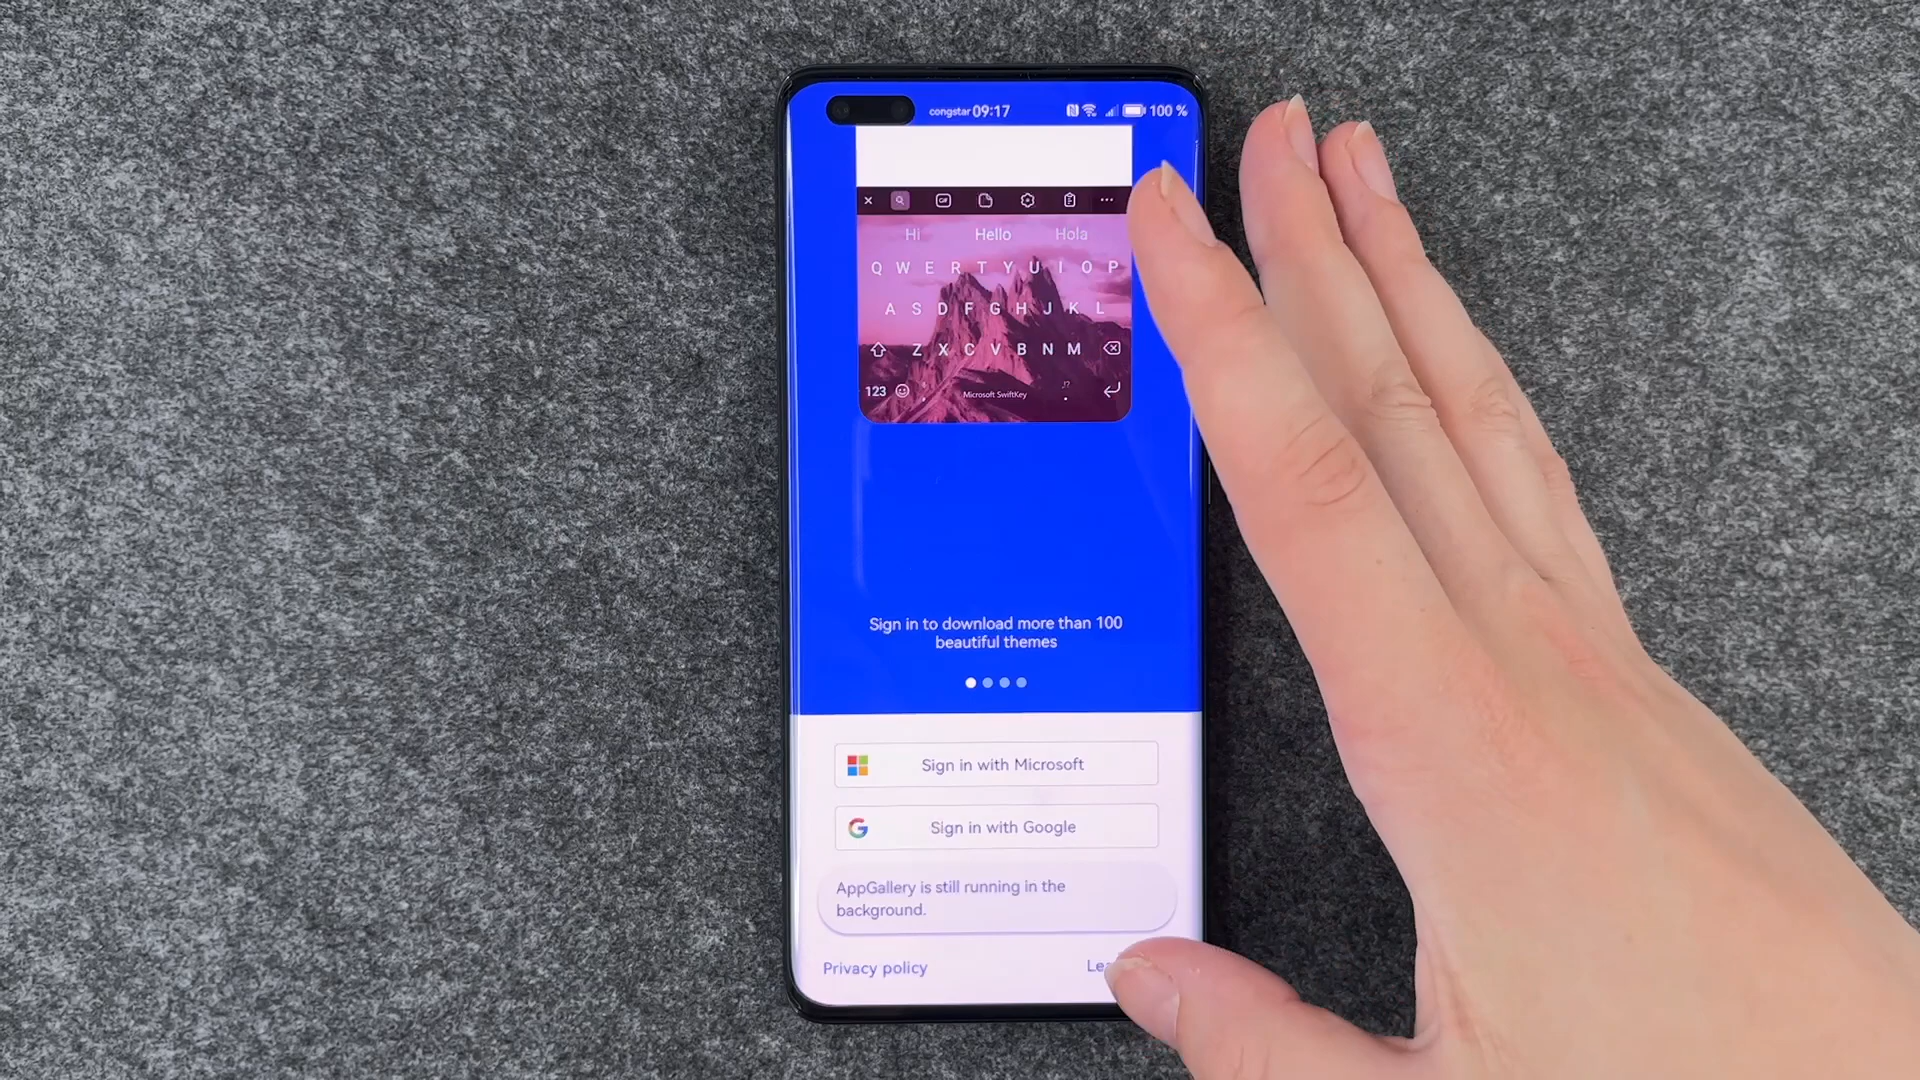 congstar 09:17 100 %
GIF
Hi Hello Hola
Q W E R T Y U I O P
A S D F G H J K L
Z X C V B N M
123 , Microsoft SwiftKey !? .
Sign in to download more than 100
beautiful themes
Sign in with Microsoft
Sign in with Google
AppGallery is still running in the
background.
Privacy policy